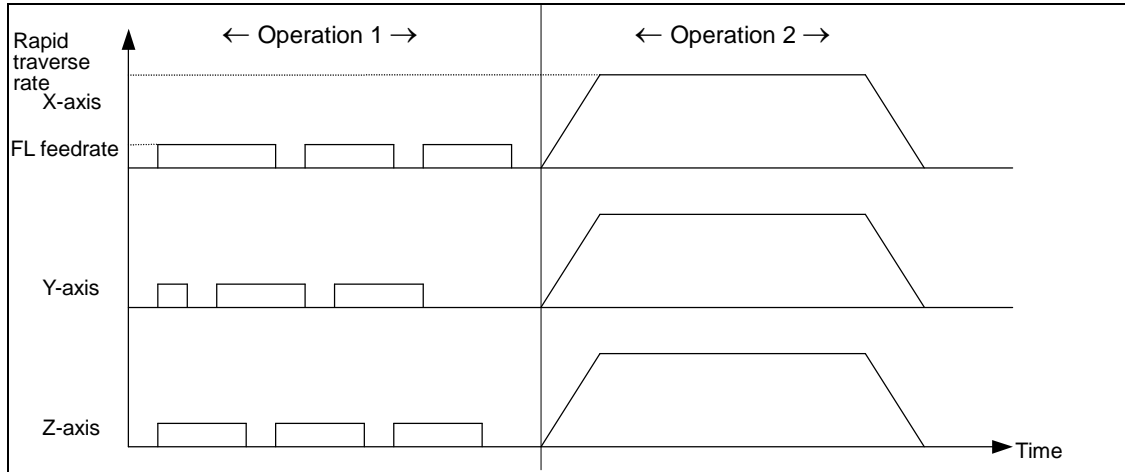 ← Operation 1 →
← Operation 2 →
Rapid
traverse
rate
X-axis
FL feedrate
Y-axis
Z-axis
Time